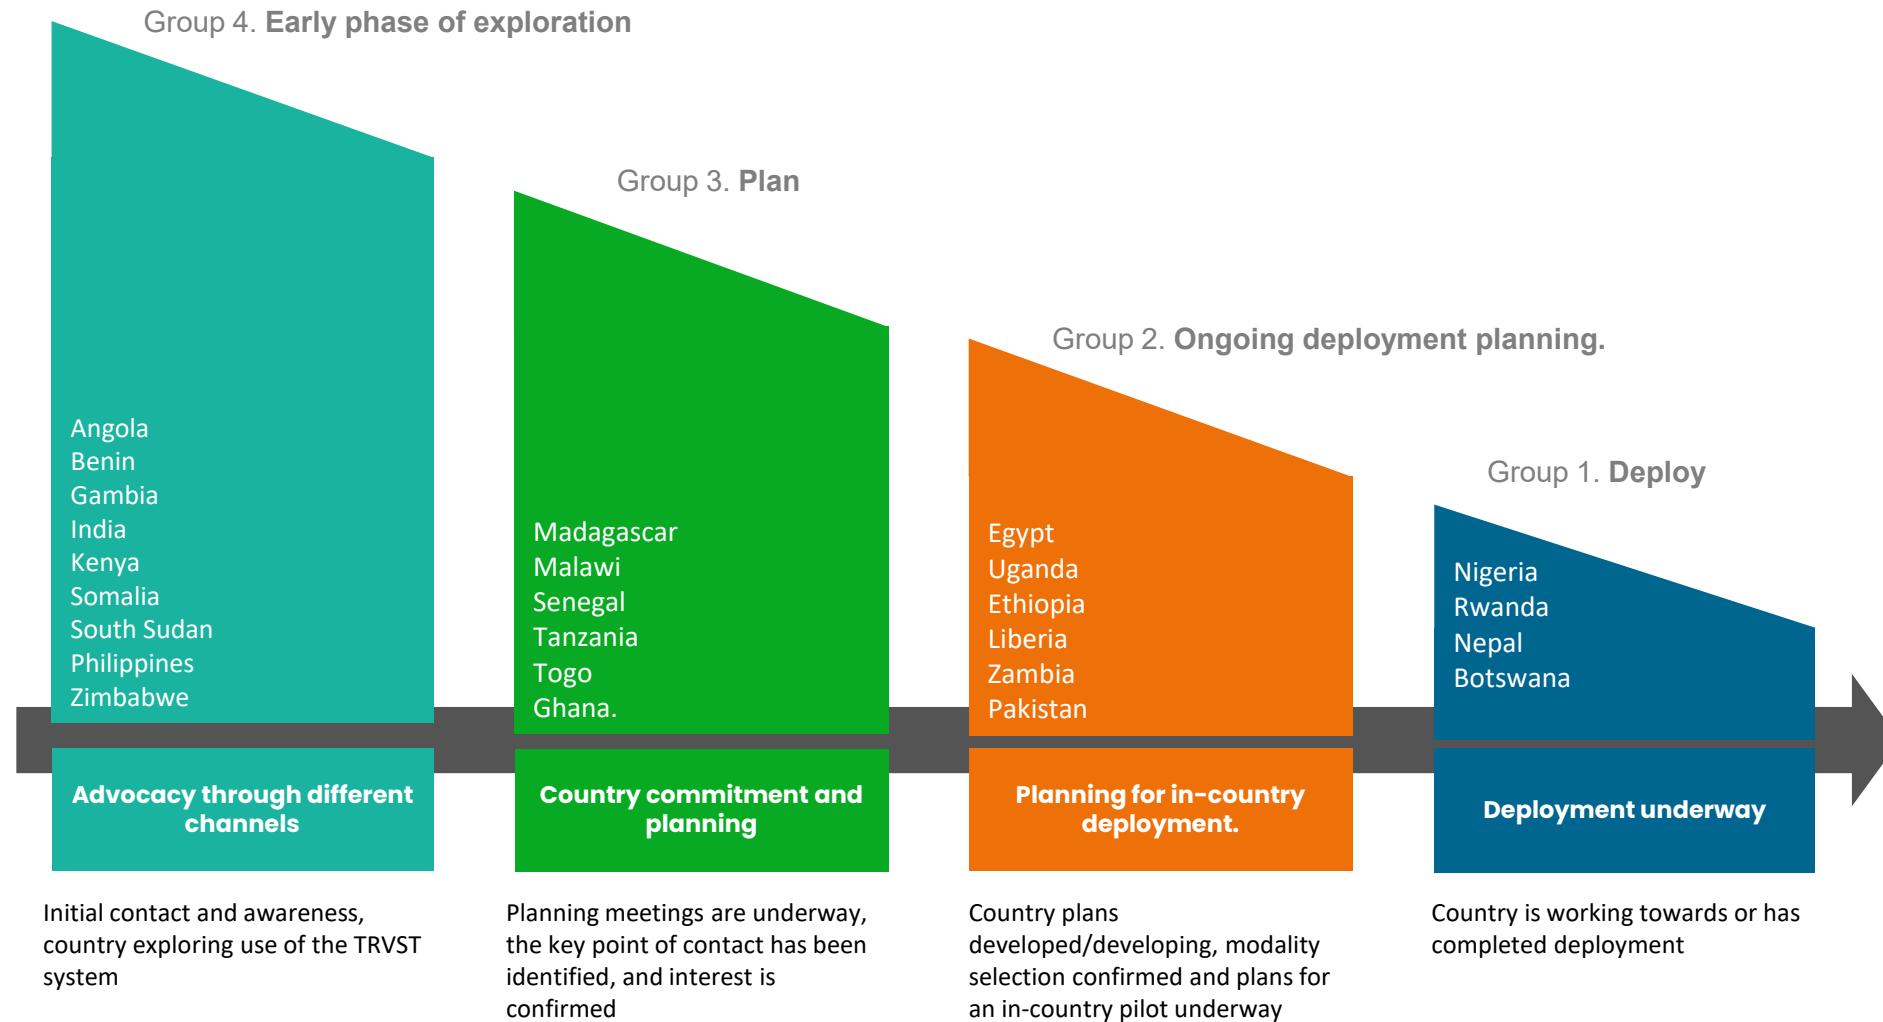 Group 4. Early phase of exploration
Angola
Benin
Gambia
India
Kenya
Somalia
South Sudan
Philippines
Zimbabwe
Advocacy through different
channels
Initial contact and awareness,
country exploring use of the TRVST
system
Group 3. Plan
Madagascar
Malawi
Senegal
Tanzania
Togo
Ghana.
Country commitment and
planning
Planning meetings are underway,
the key point of contact has been
identified, and interest is
confirmed
Group 2. Ongoing deployment planning.
Egypt
Uganda
Ethiopia
Liberia
Zambia
Pakistan
Planning for in-country
deployment.
Country plans
developed/developing, modality
selection confirmed and plans for
an in-country pilot underway
Group 1. Deploy
Nigeria
Rwanda
Nepal
Botswana
Deployment underway
Country is working towards or has
completed deployment